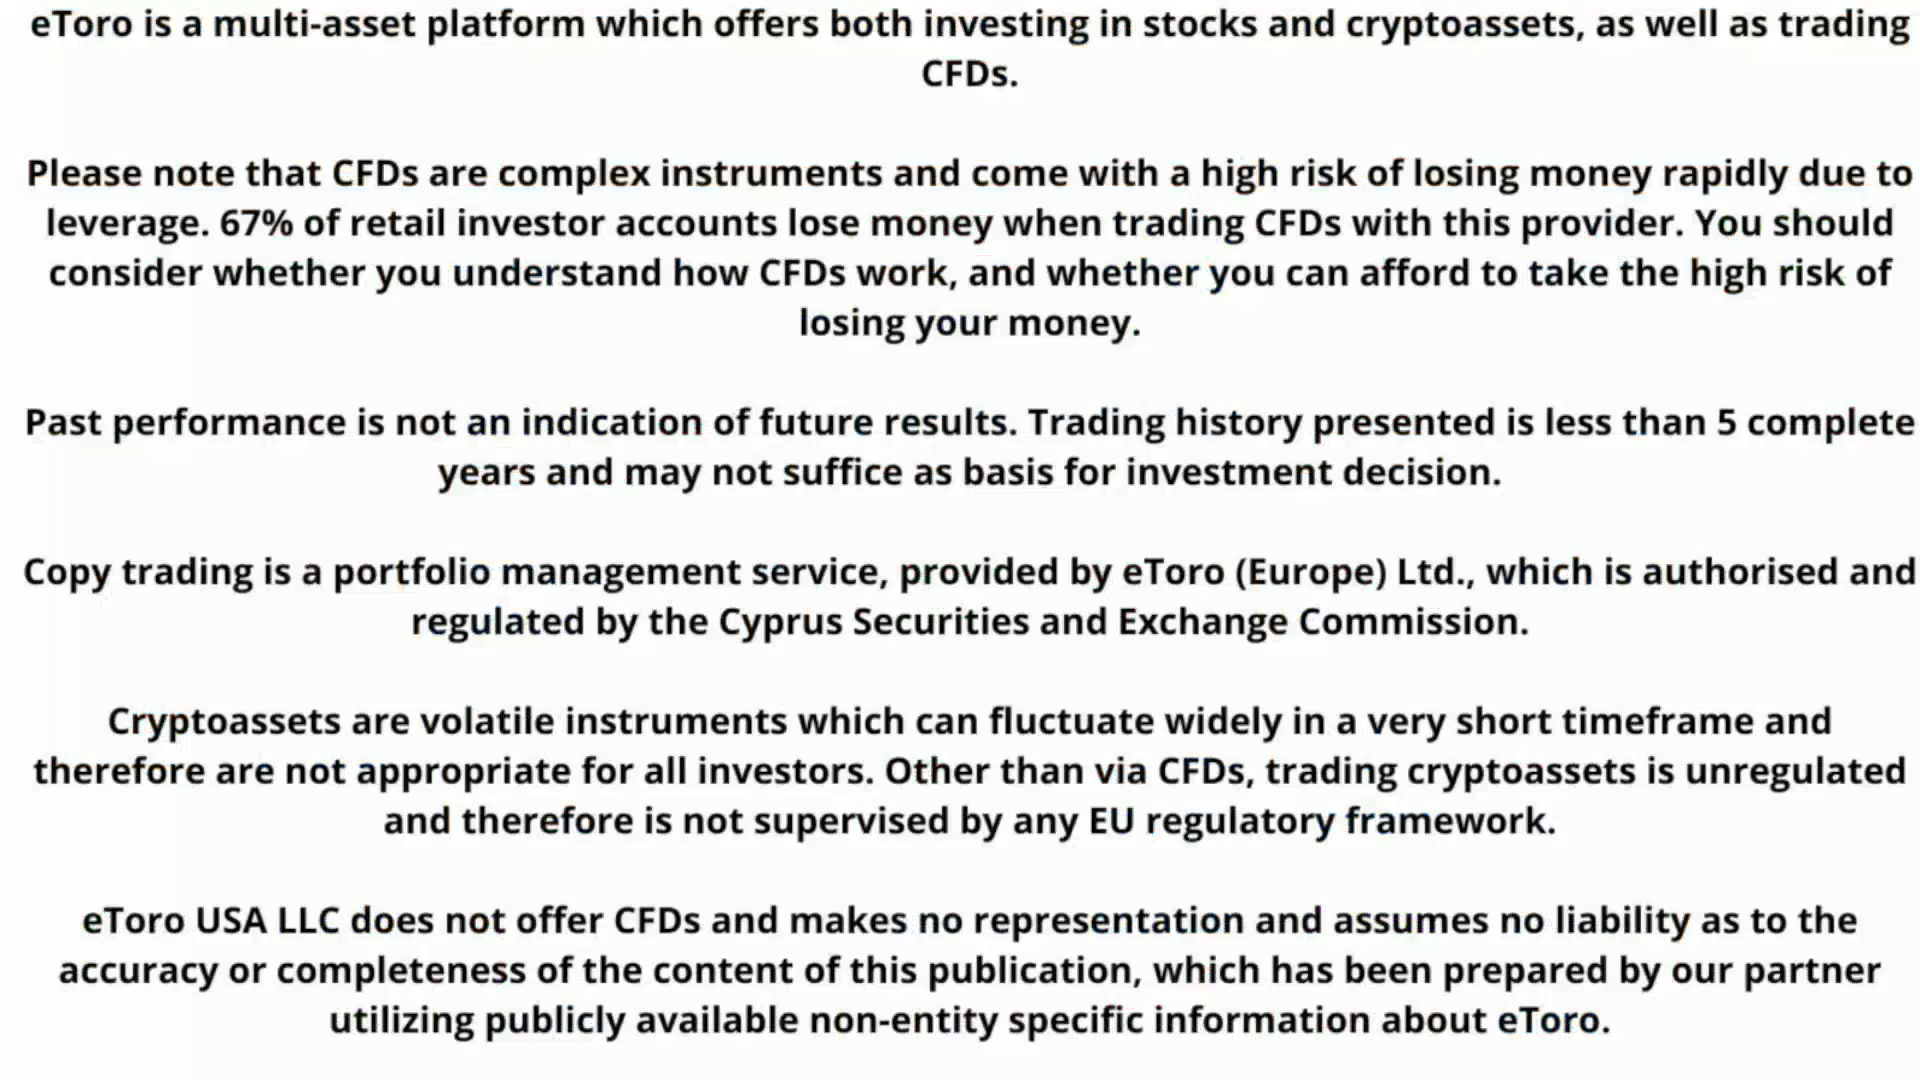 eToro is a multi-asset platform which offers both investing in stocks and cryptoassets, as well as trading
CFDs.
Please note that CFDs are complex instruments and come with a high risk of losing money rapidly due to
leverage. 67% of retail investor accounts lose money when trading CFDs with this provider. You should
consider whether you understand how CFDs work, and whether you can afford to take the high risk of
losing your money.
Past performance is not an indication of future results. Trading history presented is less than 5 complete
years and may not suffice as basis for investment decision.
Copy trading is a portfolio management service, provided by eToro (Europe) Ltd., which is authorised and
regulated by the Cyprus Securities and Exchange Commission.
Cryptoassets are volatile instruments which can fluctuate widely in a very short timeframe and
therefore are not appropriate for all investors. Other than via CFDs, trading cryptoassets is unregulated
and therefore is not supervised by any EU regulatory framework.
eToro USA LLC does not offer CFDs and makes no representation and assumes no liability as to the
accuracy or completeness of the content of this publication, which has been prepared by our partner
utilizing publicly available non-entity specific information about eToro.